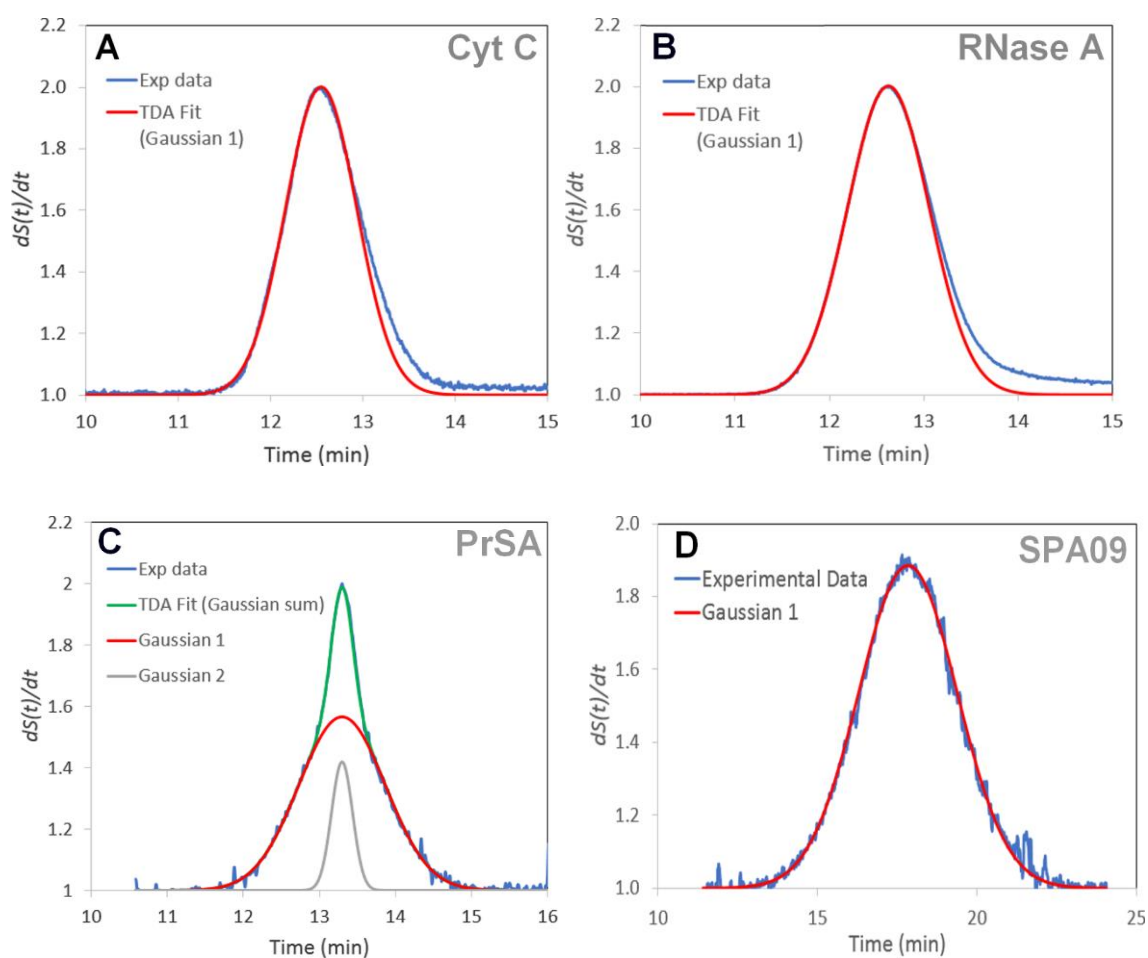 A
Cyt C
2.2
2.0
1.8
1.6
1.4
1.2
1.0
dS(t)/dt
Exp data
TDA Fit
(Gaussian 1)
10 11 12 13 14 15
Time (min)
B
RNase A
2.2
2.0
1.8
1.6
1.4
1.2
1.0
dS(t)/dt
Exp data
TDA Fit
(Gaussian 1)
10 11 12 13 14 15
Time (min)
C
PrSA
2.2
2
1.8
1.6
1.4
1.2
1
dS(t)/dt
Exp data
TDA Fit (Gaussian sum)
Gaussian 1
Gaussian 2
10 11 12 13 14 15 16
Time (min)
D
SPA09
2.0
1.8
1.6
1.4
1.2
1.0
dS(t)/dt
Experimental Data
Gaussian 1
10 15 20 25
Time (min)